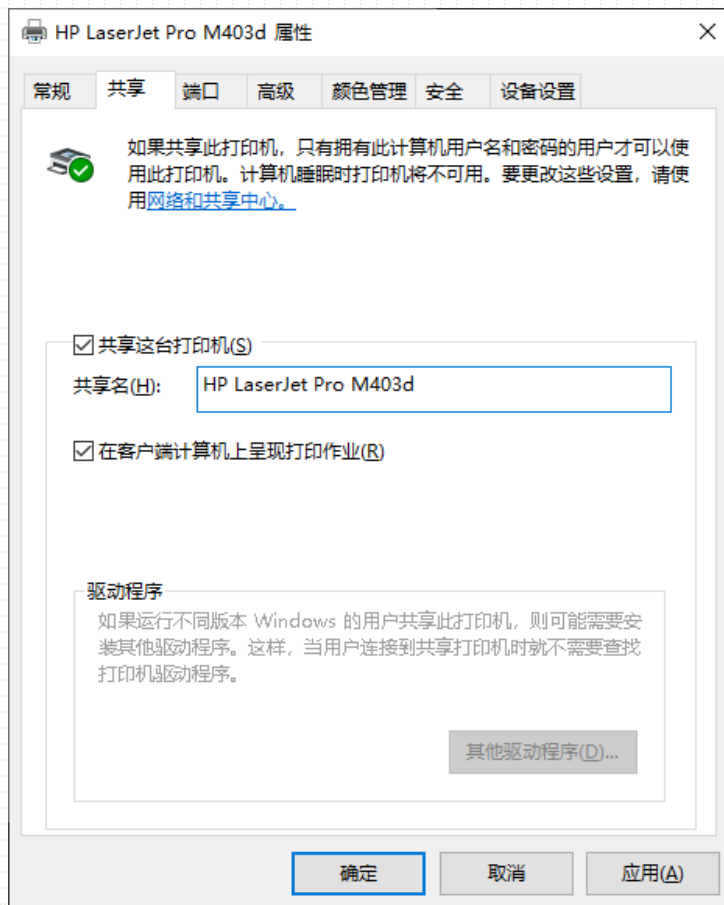 HP LaserJet Pro M403d 属性
常规 共享 端口 高级 颜色管理 安全 设备设置
如果共享此打印机，只有拥有此计算机用户名和密码的用户才可以使
用此打印机。计算机睡眠时打印机将不可用。要更改这些设置，请使
用网络和共享中心。
共享这台打印机(S)
共享名(H): HP LaserJet Pro M403d
在客户端计算机上呈现打印作业(R)
驱动程序
如果运行不同版本 Windows 的用户共享此打印机，则可能需要安
装其他驱动程序。这样，当用户连接到共享打印机时就不需要查找
打印机驱动程序。
其他驱动程序(D)...
确定 取消 应用(A)